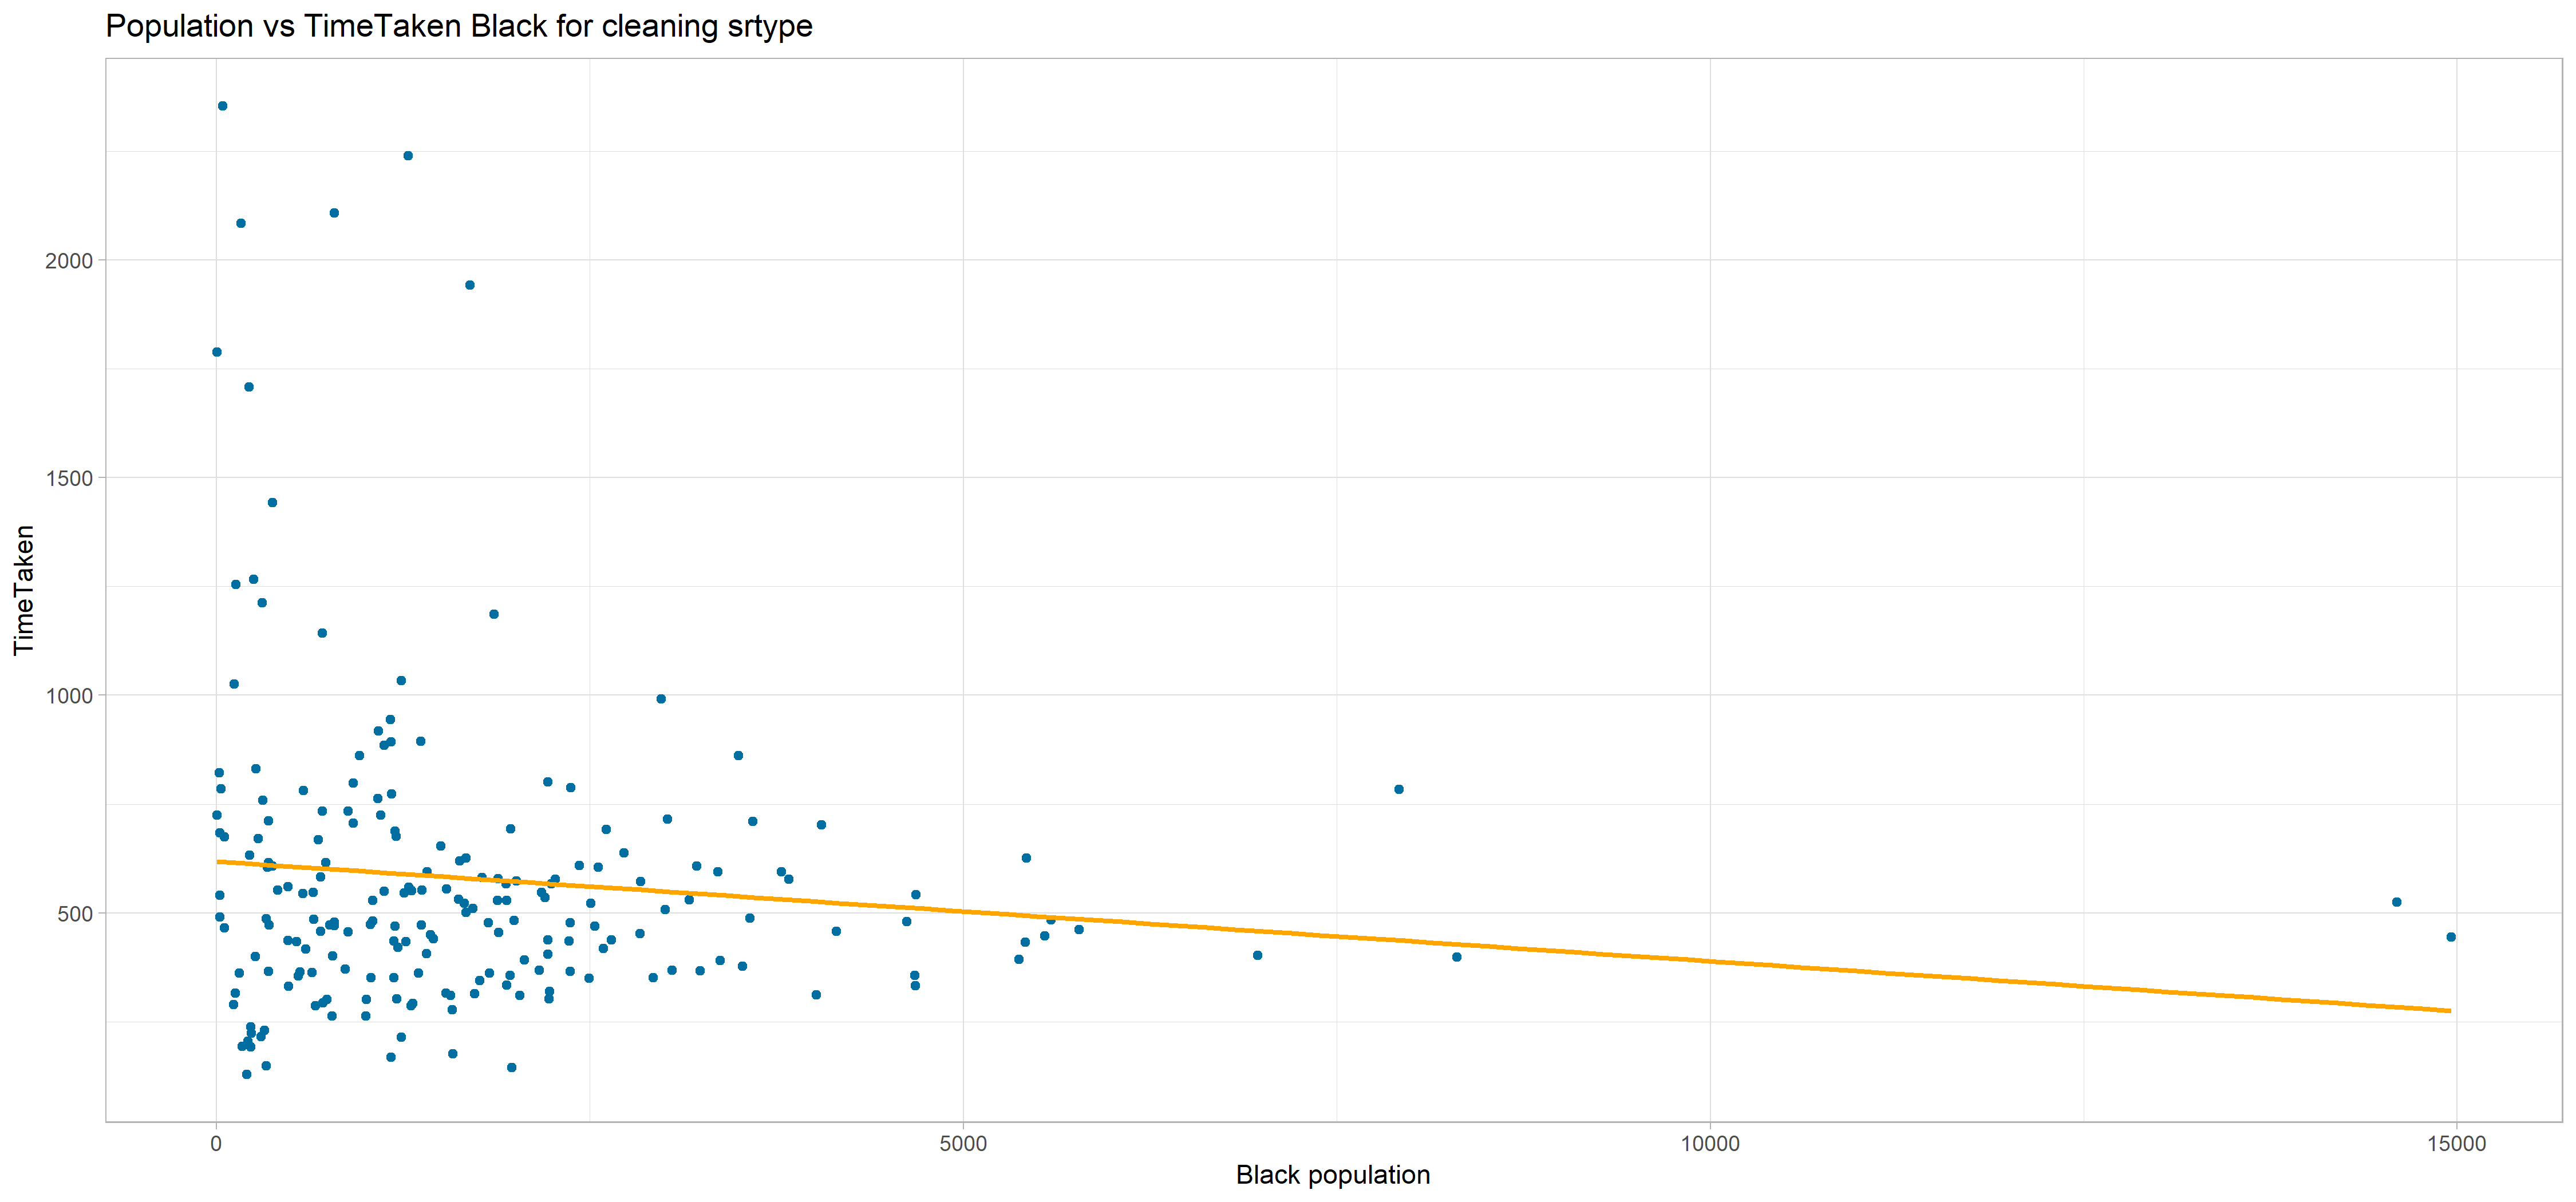 Population vs TimeTaken Black for cleaning srtype
TimeTaken
2000
1500
1000
500
0
5000
10000
15000
Black population